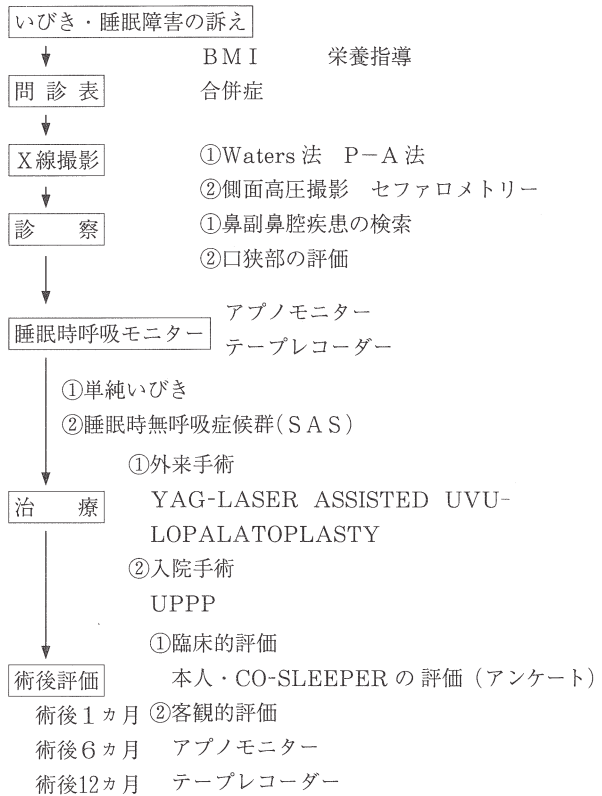 いびき・睡眠障害の訴え
BMI 栄養指導
問診表 合併症
X線撮影 ①Waters法 P-A法
②側面高圧撮影 セファロメトリー
診察 ①鼻副鼻腔疾患の検索
②口狭部の評価
アプノモニター
睡眠時呼吸モニター
テープレコーダー
①単純いびき
②睡眠時無呼吸症候群(SAS)
①外来手術
治療 YAG-LASER ASSISTED UVU-
LOPALATOPLASTY
②入院手術
UPPP
①臨床的評価
術後評価 本人・CO-SLEEPERの評価(アンケート)
術後1ヵ月 ②客観的評価
術後6ヵ月 アプノモニター
術後12ヵ月 テープレコーダー